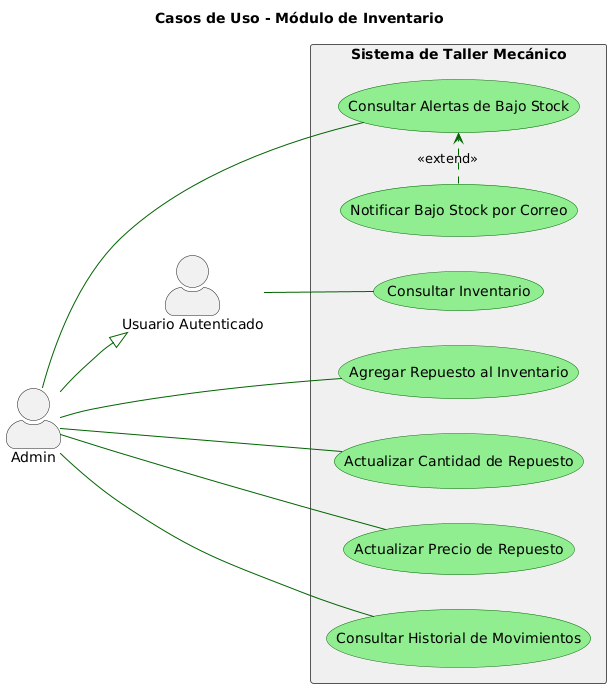 Casos de Uso - Módulo de Inventario
Sistema de Taller Mecánico
Consultar Alertas de Bajo Stock
«extend»
Notificar Bajo Stock por Correo
Consultar Inventario
Usuario Autenticado
Agregar Repuesto al Inventario
Admin
Actualizar Cantidad de Repuesto
Actualizar Precio de Repuesto
Consultar Historial de Movimientos